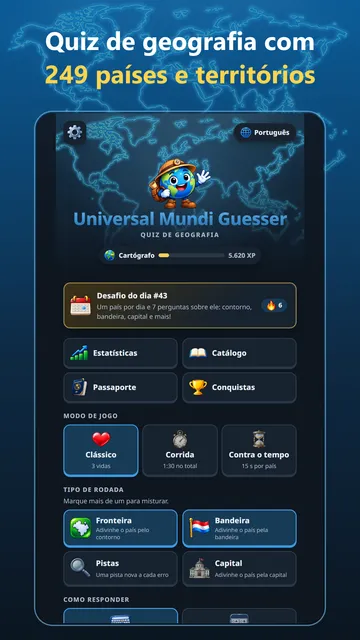 Quiz de geografia com
249 países e territórios
Português
Universal Mundi Guesser
QUIZ DE GEOGRAFIA
Cartógrafo
5.620 XP
Desafio do dia #43
Um país por dia e 7 perguntas sobre ele: contorno,
bandeira, capital e mais!
6
Estatísticas
Catálogo
Passaporte
Conquistas
MODO DE JOGO
Clássico
3 vidas
Corrida
1:30 no total
Contra o tempo
15 s por país
TIPO DE RODADA
Marque mais de um para misturar.
Fronteira
Adivinhe o país pelo
contorno
Bandeira
Adivinhe o país pela
bandeira
Pistas
Uma pista nova a cada erro
Capital
Adivinhe o país pela capital
COMO RESPONDER